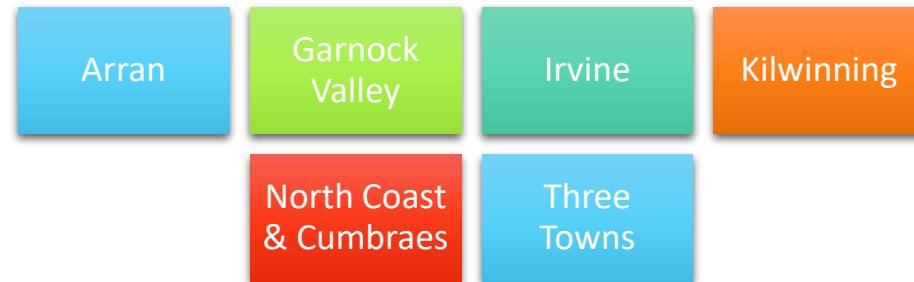 Arran
Garnock
Valley
Irvine
Kilwinning
North Coast
& Cumbraes
Three
Towns